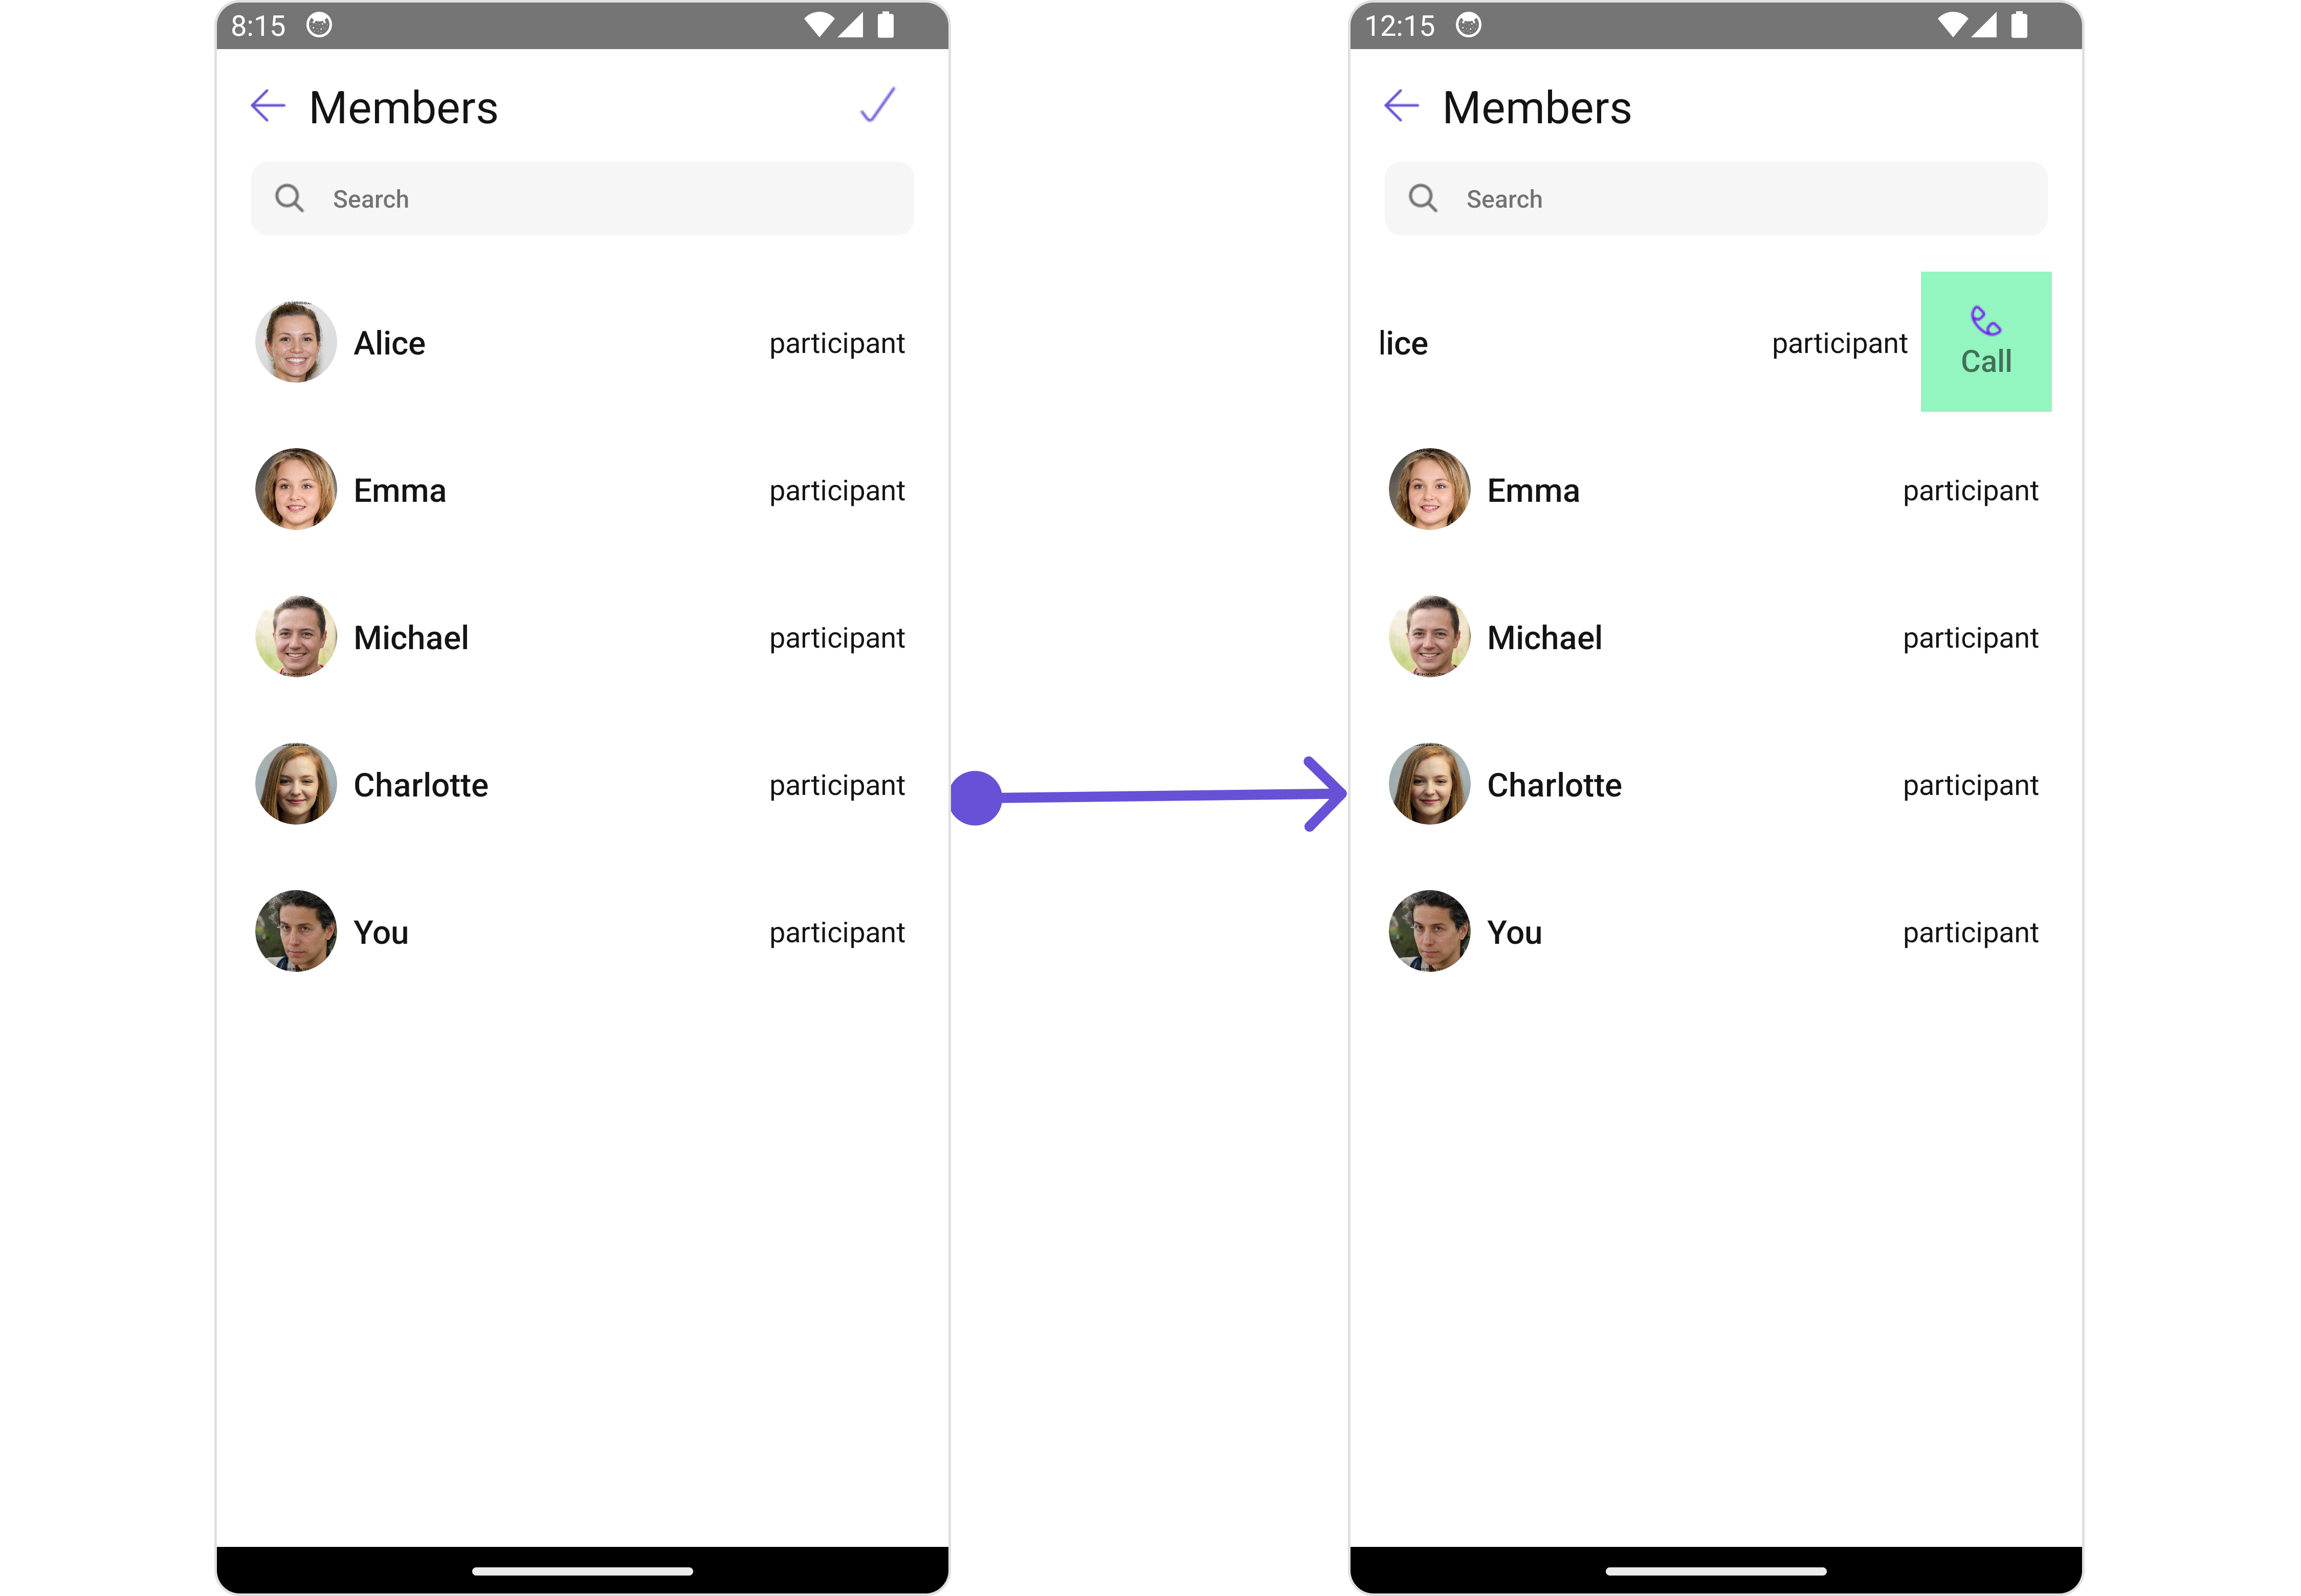 8:15
Members
Search
Alice participant
Emma participant
Michael participant
Charlotte participant
You participant
12:15
Members
Search
lice participant Call
Emma participant
Michael participant
Charlotte participant
You participant